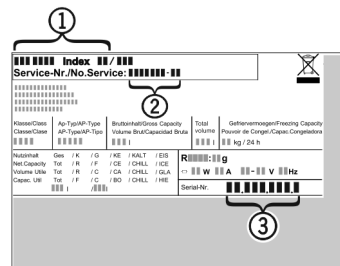 1
Index /
Service-Nr./No.Service: -
2
Klasse/Class Ap-Typ/AP-Type Bruttoinhalt/Gross Capacity Total Gefriervermoegen/Freezing Capacity
Classe/Clase AP-Type/AP-Tipo Volume Brut/Capacidad Bruta volume Pouvoir de Congel./Capac.Congeladora
l l kg / 24 h
Nutzinhalt Ges / K / G / KE / KALT / EIS
Net.Capacity Tot / R / F / CE / CHILL / ICE
Volume Utile Tot / R / C / CA / CHILL / GLA
Capac. Util Tot / F / C / BO / CHILL / HIE
l / l
R : g
W A - V Hz
Serial-Nr. , , ,
3